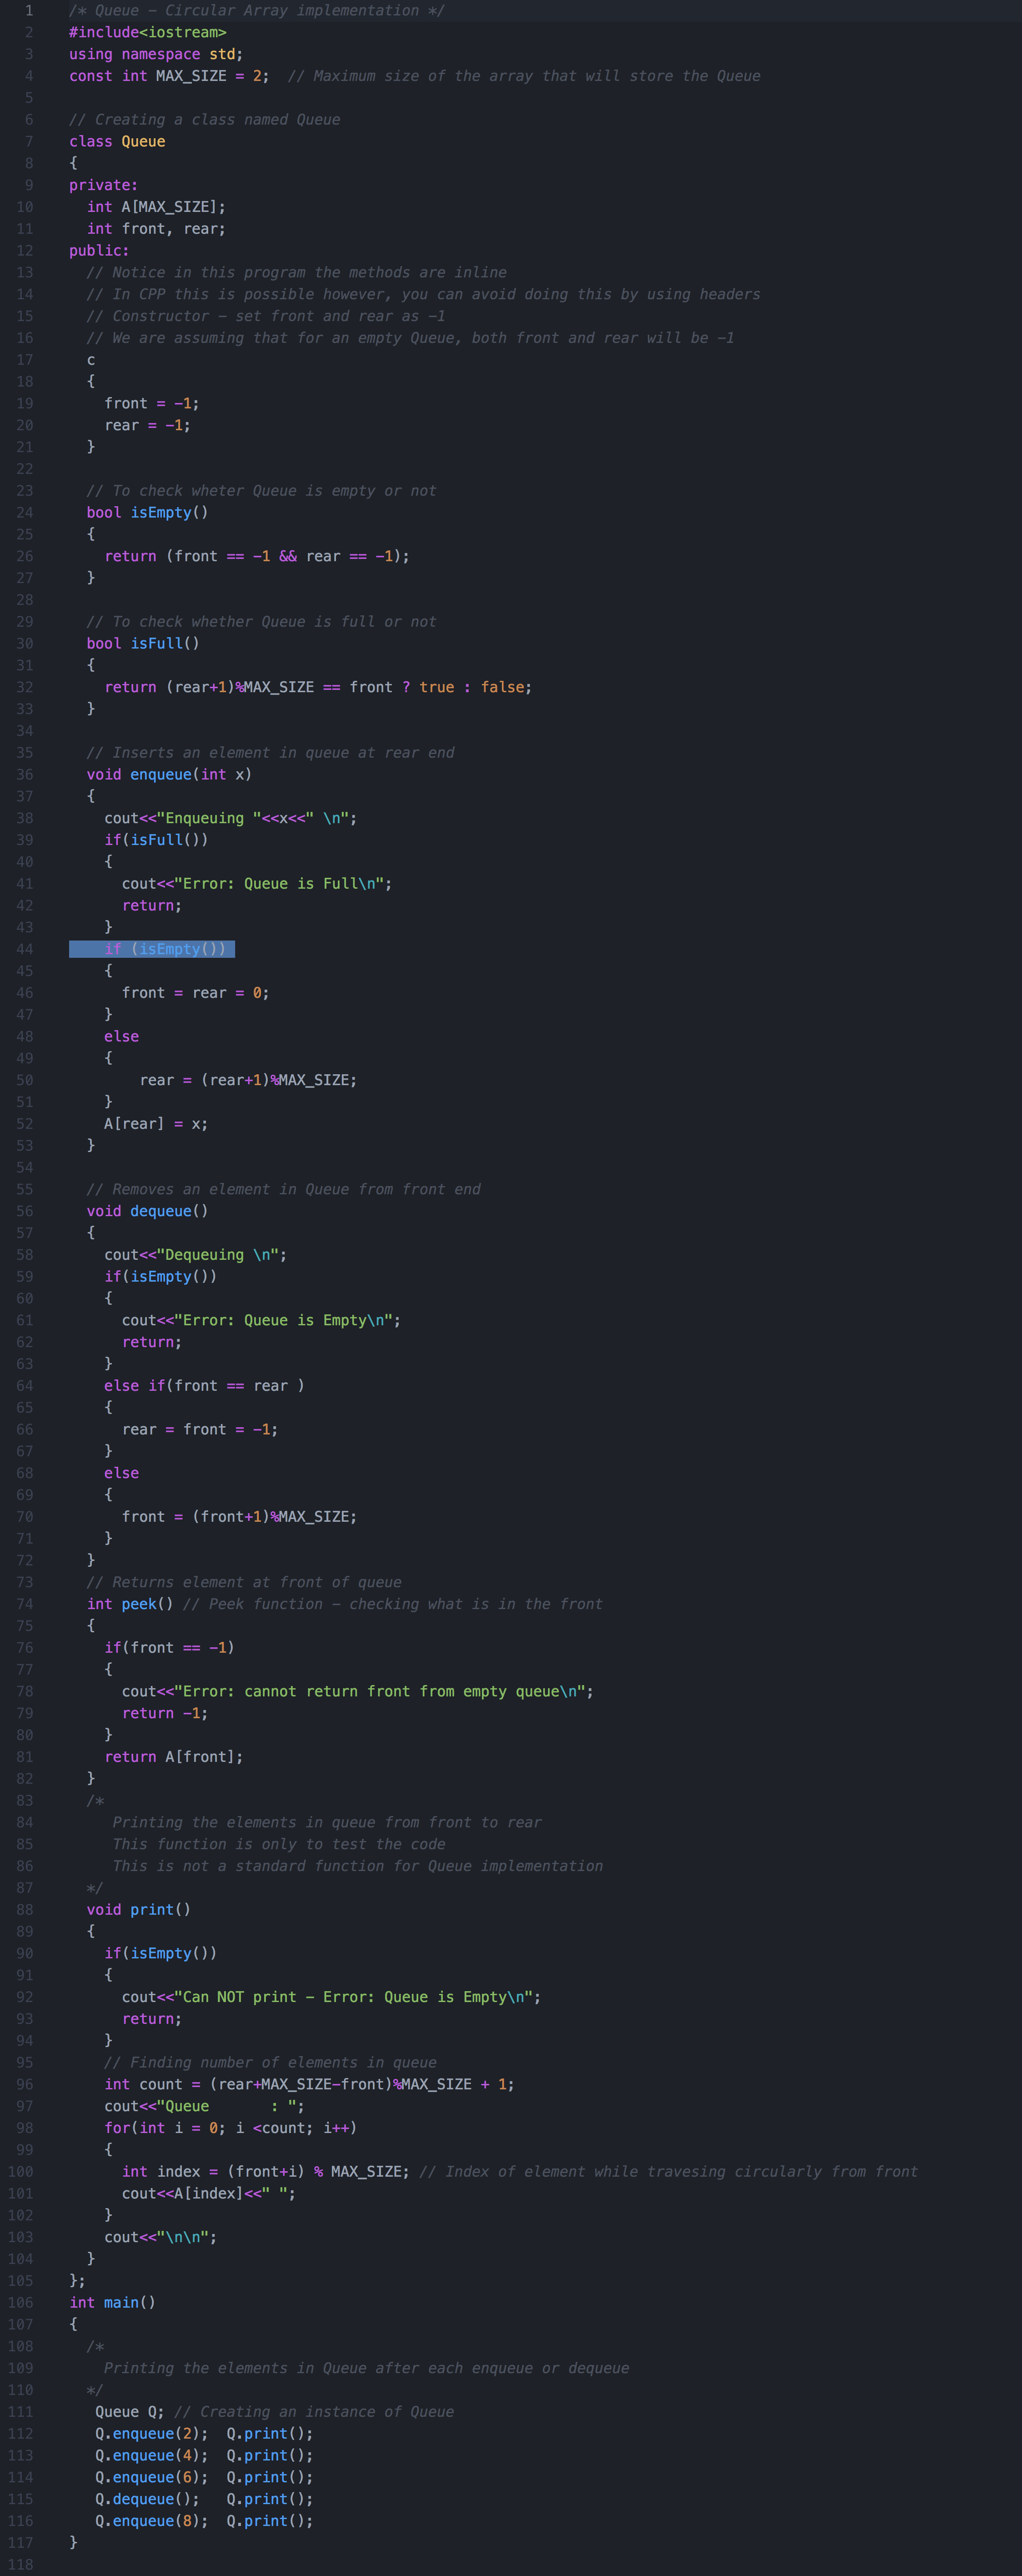 1 /* Queue - Circular Array implementation */
2 #include<iostream>
3 using namespace std;
4 const int MAX_SIZE = 2;  // Maximum size of the array that will store the Queue
5
6 // Creating a class named Queue
7 class Queue
8 {
9 private:
10   int A[MAX_SIZE];
11   int front, rear;
12 public:
13   // Notice in this program the methods are inline
14   // In CPP this is possible however, you can avoid doing this by using headers
15   // Constructor - set front and rear as -1
16   // We are assuming that for an empty Queue, both front and rear will be -1
17   c
18   {
19     front = -1;
20     rear = -1;
21   }
22
23   // To check wheter Queue is empty or not
24   bool isEmpty()
25   {
26     return (front == -1 && rear == -1);
27   }
28
29   // To check whether Queue is full or not
30   bool isFull()
31   {
32     return (rear+1)%MAX_SIZE == front ? true : false;
33   }
34
35   // Inserts an element in queue at rear end
36   void enqueue(int x)
37   {
38     cout<<"Enqueuing "<<x<<" \n";
39     if(isFull())
40     {
41       cout<<"Error: Queue is Full\n";
42       return;
43     }
44     if (isEmpty())
45     {
46       front = rear = 0;
47     }
48     else
49     {
50         rear = (rear+1)%MAX_SIZE;
51     }
52     A[rear] = x;
53   }
54
55   // Removes an element in Queue from front end
56   void dequeue()
57   {
58     cout<<"Dequeuing \n";
59     if(isEmpty())
60     {
61       cout<<"Error: Queue is Empty\n";
62       return;
63     }
64     else if(front == rear )
65     {
66       rear = front = -1;
67     }
68     else
69     {
70       front = (front+1)%MAX_SIZE;
71     }
72   }
73   // Returns element at front of queue
74   int peek() // Peek function - checking what is in the front
75   {
76     if(front == -1)
77     {
78       cout<<"Error: cannot return front from empty queue\n";
79       return -1;
80     }
81     return A[front];
82   }
83   /*
84      Printing the elements in queue from front to rear
85      This function is only to test the code
86      This is not a standard function for Queue implementation
87   */
88   void print()
89   {
90     if(isEmpty())
91     {
92       cout<<"Can NOT print - Error: Queue is Empty\n";
93       return;
94     }
95     // Finding number of elements in queue
96     int count = (rear+MAX_SIZE-front)%MAX_SIZE + 1;
97     cout<<"Queue       : ";
98     for(int i = 0; i <count; i++)
99     {
100       int index = (front+i) % MAX_SIZE; // Index of element while travesing circularly from front
101       cout<<A[index]<<" ";
102     }
103     cout<<"\n\n";
104   }
105 };
106 int main()
107 {
108   /*
109     Printing the elements in Queue after each enqueue or dequeue
110   */
111    Queue Q; // Creating an instance of Queue
112    Q.enqueue(2);  Q.print();
113    Q.enqueue(4);  Q.print();
114    Q.enqueue(6);  Q.print();
115    Q.dequeue();   Q.print();
116    Q.enqueue(8);  Q.print();
117 }
118